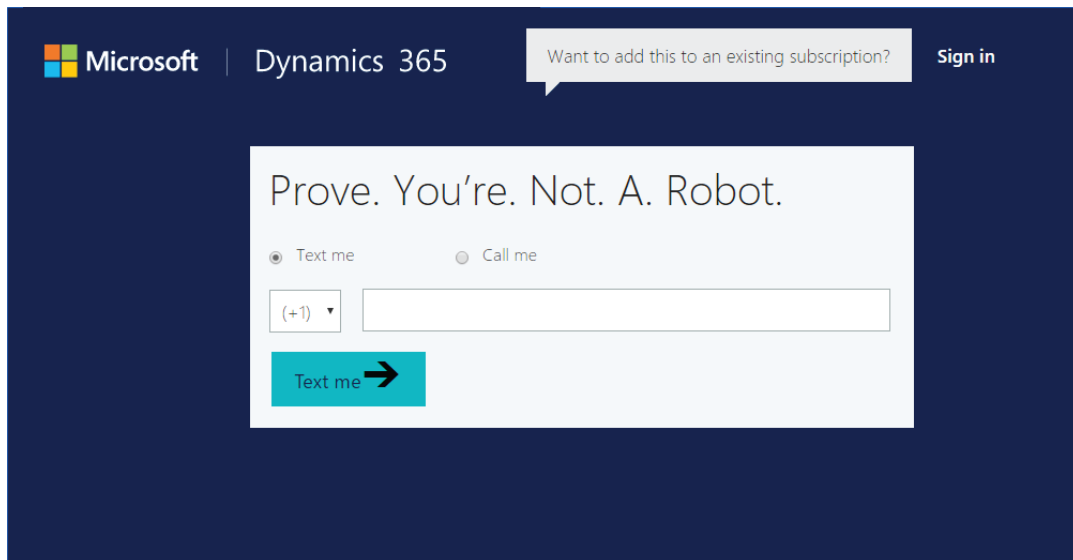 Microsoft Dynamics 365 Want to add this to an existing subscription? Sign in
Prove. You're. Not. A. Robot.
Text me Call me
(+1)
Text me